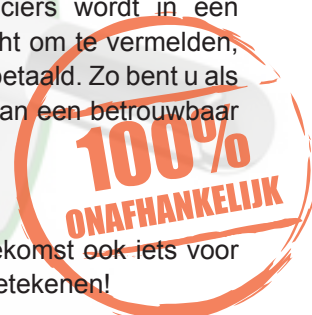 ciers wordt in een
ht om te vermelden,
betaald. Zo bent u als
an een betrouwbaar
100%
ONAFHANKELIJK
ekomst ook iets voor
etekenen!